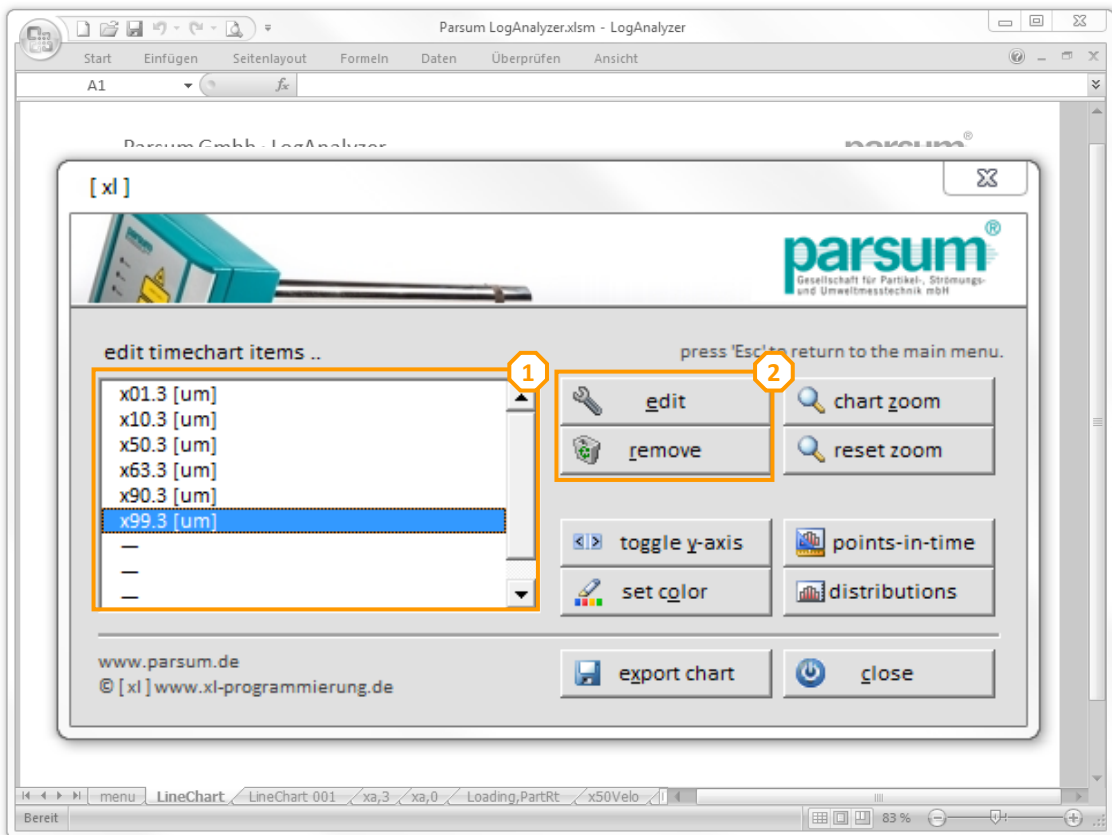 Parsum LogAnalyzer.xlsm - LogAnalyzer
Start Einfügen Seitenlayout Formeln Daten Überprüfen Ansicht
A1 fx
Parsum Gmbh - LogAnalyzer parsum®
[ xl ]
parsum®
Gesellschaft für Partikel-, Strömungs-
und Umweltmesstechnik mbH
edit timechart items .. press 'Esc' to return to the main menu.
1
2
x01.3 [um]
x10.3 [um]
x50.3 [um]
x63.3 [um]
x90.3 [um]
x99.3 [um]
—
—
—
edit
remove
chart zoom
reset zoom
toggle y-axis
set color
points-in-time
distributions
www.parsum.de
© [ xl ] www.xl-programmierung.de
export chart
close
menu LineChart LineChart 001 xa,3 xa,0 Loading,PartRt x50Velo
Bereit 83 %